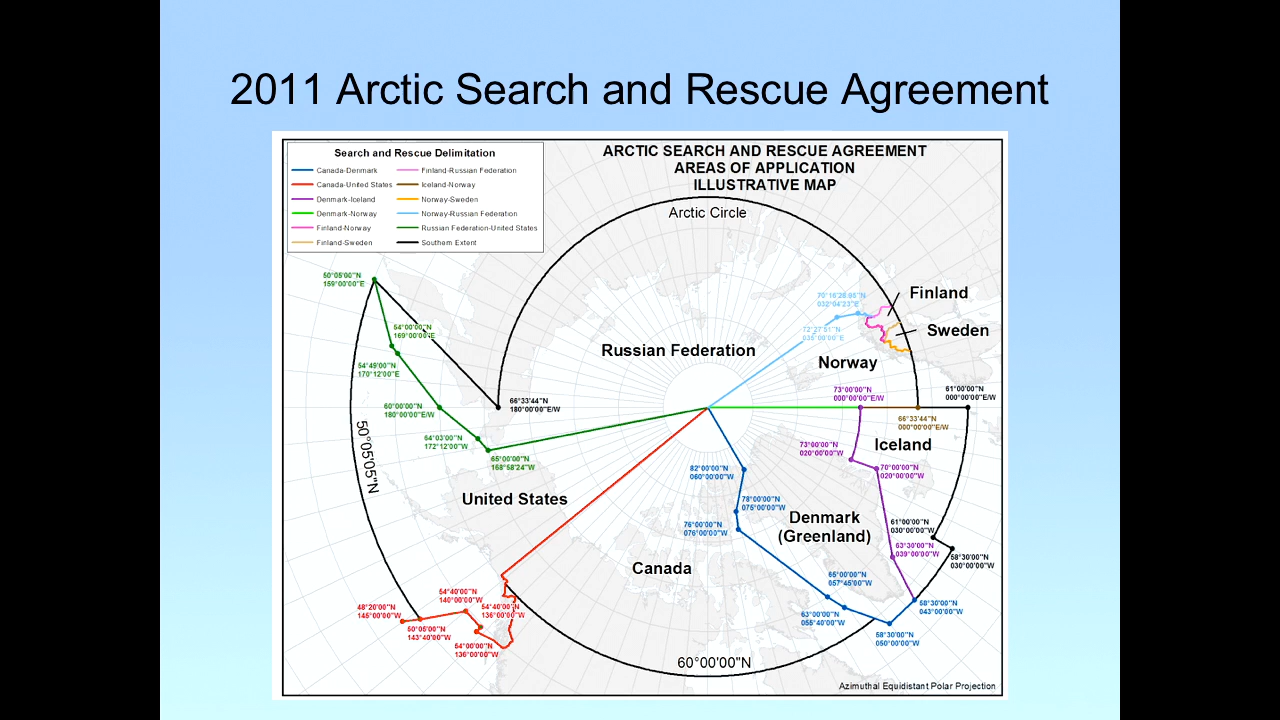 2011 Arctic Search and Rescue Agreement
ARCTIC SEARCH AND RESCUE AGREEMENT
AREAS OF APPLICATION
ILLUSTRATIVE MAP
Search and Rescue Delimitation
Canada-Denmark
Canada-United States
Denmark-Iceland
Denmark-Norway
Finland-Norway
Finland-Sweden
Finland-Russian Federation
Iceland-Norway
Norway-Sweden
Norway-Russian Federation
Russian Federation-United States
Southern Extent
Arctic Circle
50°05'00"N
159°00'00"E
54°00'00"N
169°00'00"E
54°49'00"N
170°12'00"E
60°00'00"N
180°00'00"E/W
64°03'00"N
172°12'00"W
65°00'00"N
168°58'24"W
66°33'44"N
180°00'00"E/W
70°16'28.95"N
032°04'23"E
72°27'51"N
035°00'00"E
Finland
Sweden
Norway
Russian Federation
73°00'00"N
000°00'00"E/W
61°00'00"N
000°00'00"E/W
66°33'44"N
000°00'00"E/W
Iceland
73°00'00"N
020°00'00"W
70°00'00"N
020°00'00"W
50°05'05"N
United States
82°00'00"N
060°00'00"W
78°00'00"N
075°00'00"W
76°00'00"N
076°00'00"W
Denmark
(Greenland)
61°00'00"N
030°00'00"W
63°30'00"N
039°00'00"W
58°30'00"N
030°00'00"W
Canada
65°00'00"N
057°45'00"W
63°00'00"N
055°40'00"W
58°30'00"N
043°00'00"W
58°30'00"N
050°00'00"W
48°20'00"N
145°00'00"W
50°05'00"N
143°40'00"W
54°40'00"N
140°00'00"W
54°40'00"N
136°00'00"W
54°00'00"N
136°00'00"W
60°00'00"N
Azimuthal Equidistant Polar Projection